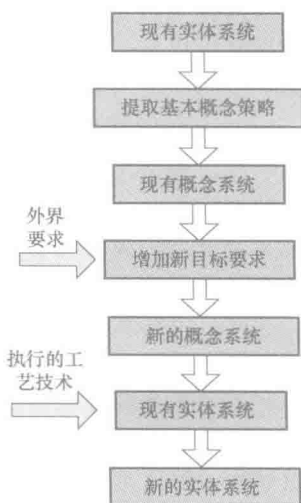 现有实体系统
提取基本概念策略
现有概念系统
外界
要求
增加新目标要求
新的概念系统
执行的工
艺技术
现有实体系统
新的实体系统